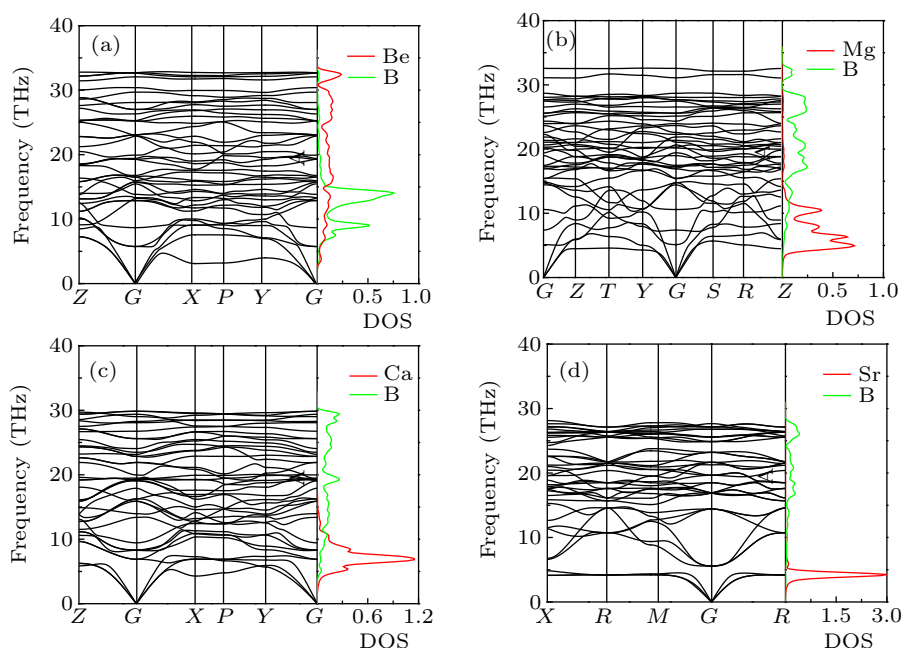 (a)
Be
B
Frequency (THz)
40
30
20
10
0
Z G X P Y G 0.5 1.0
DOS
(b)
Mg
B
Frequency (THz)
40
30
20
10
0
G Z T Y G S R Z 0.5 1.0
DOS
(c)
Ca
B
Frequency (THz)
40
30
20
10
0
Z G X P Y G 0.6 1.2
DOS
(d)
Sr
B
Frequency (THz)
40
30
20
10
0
X R M G R 1.5 3.0
DOS